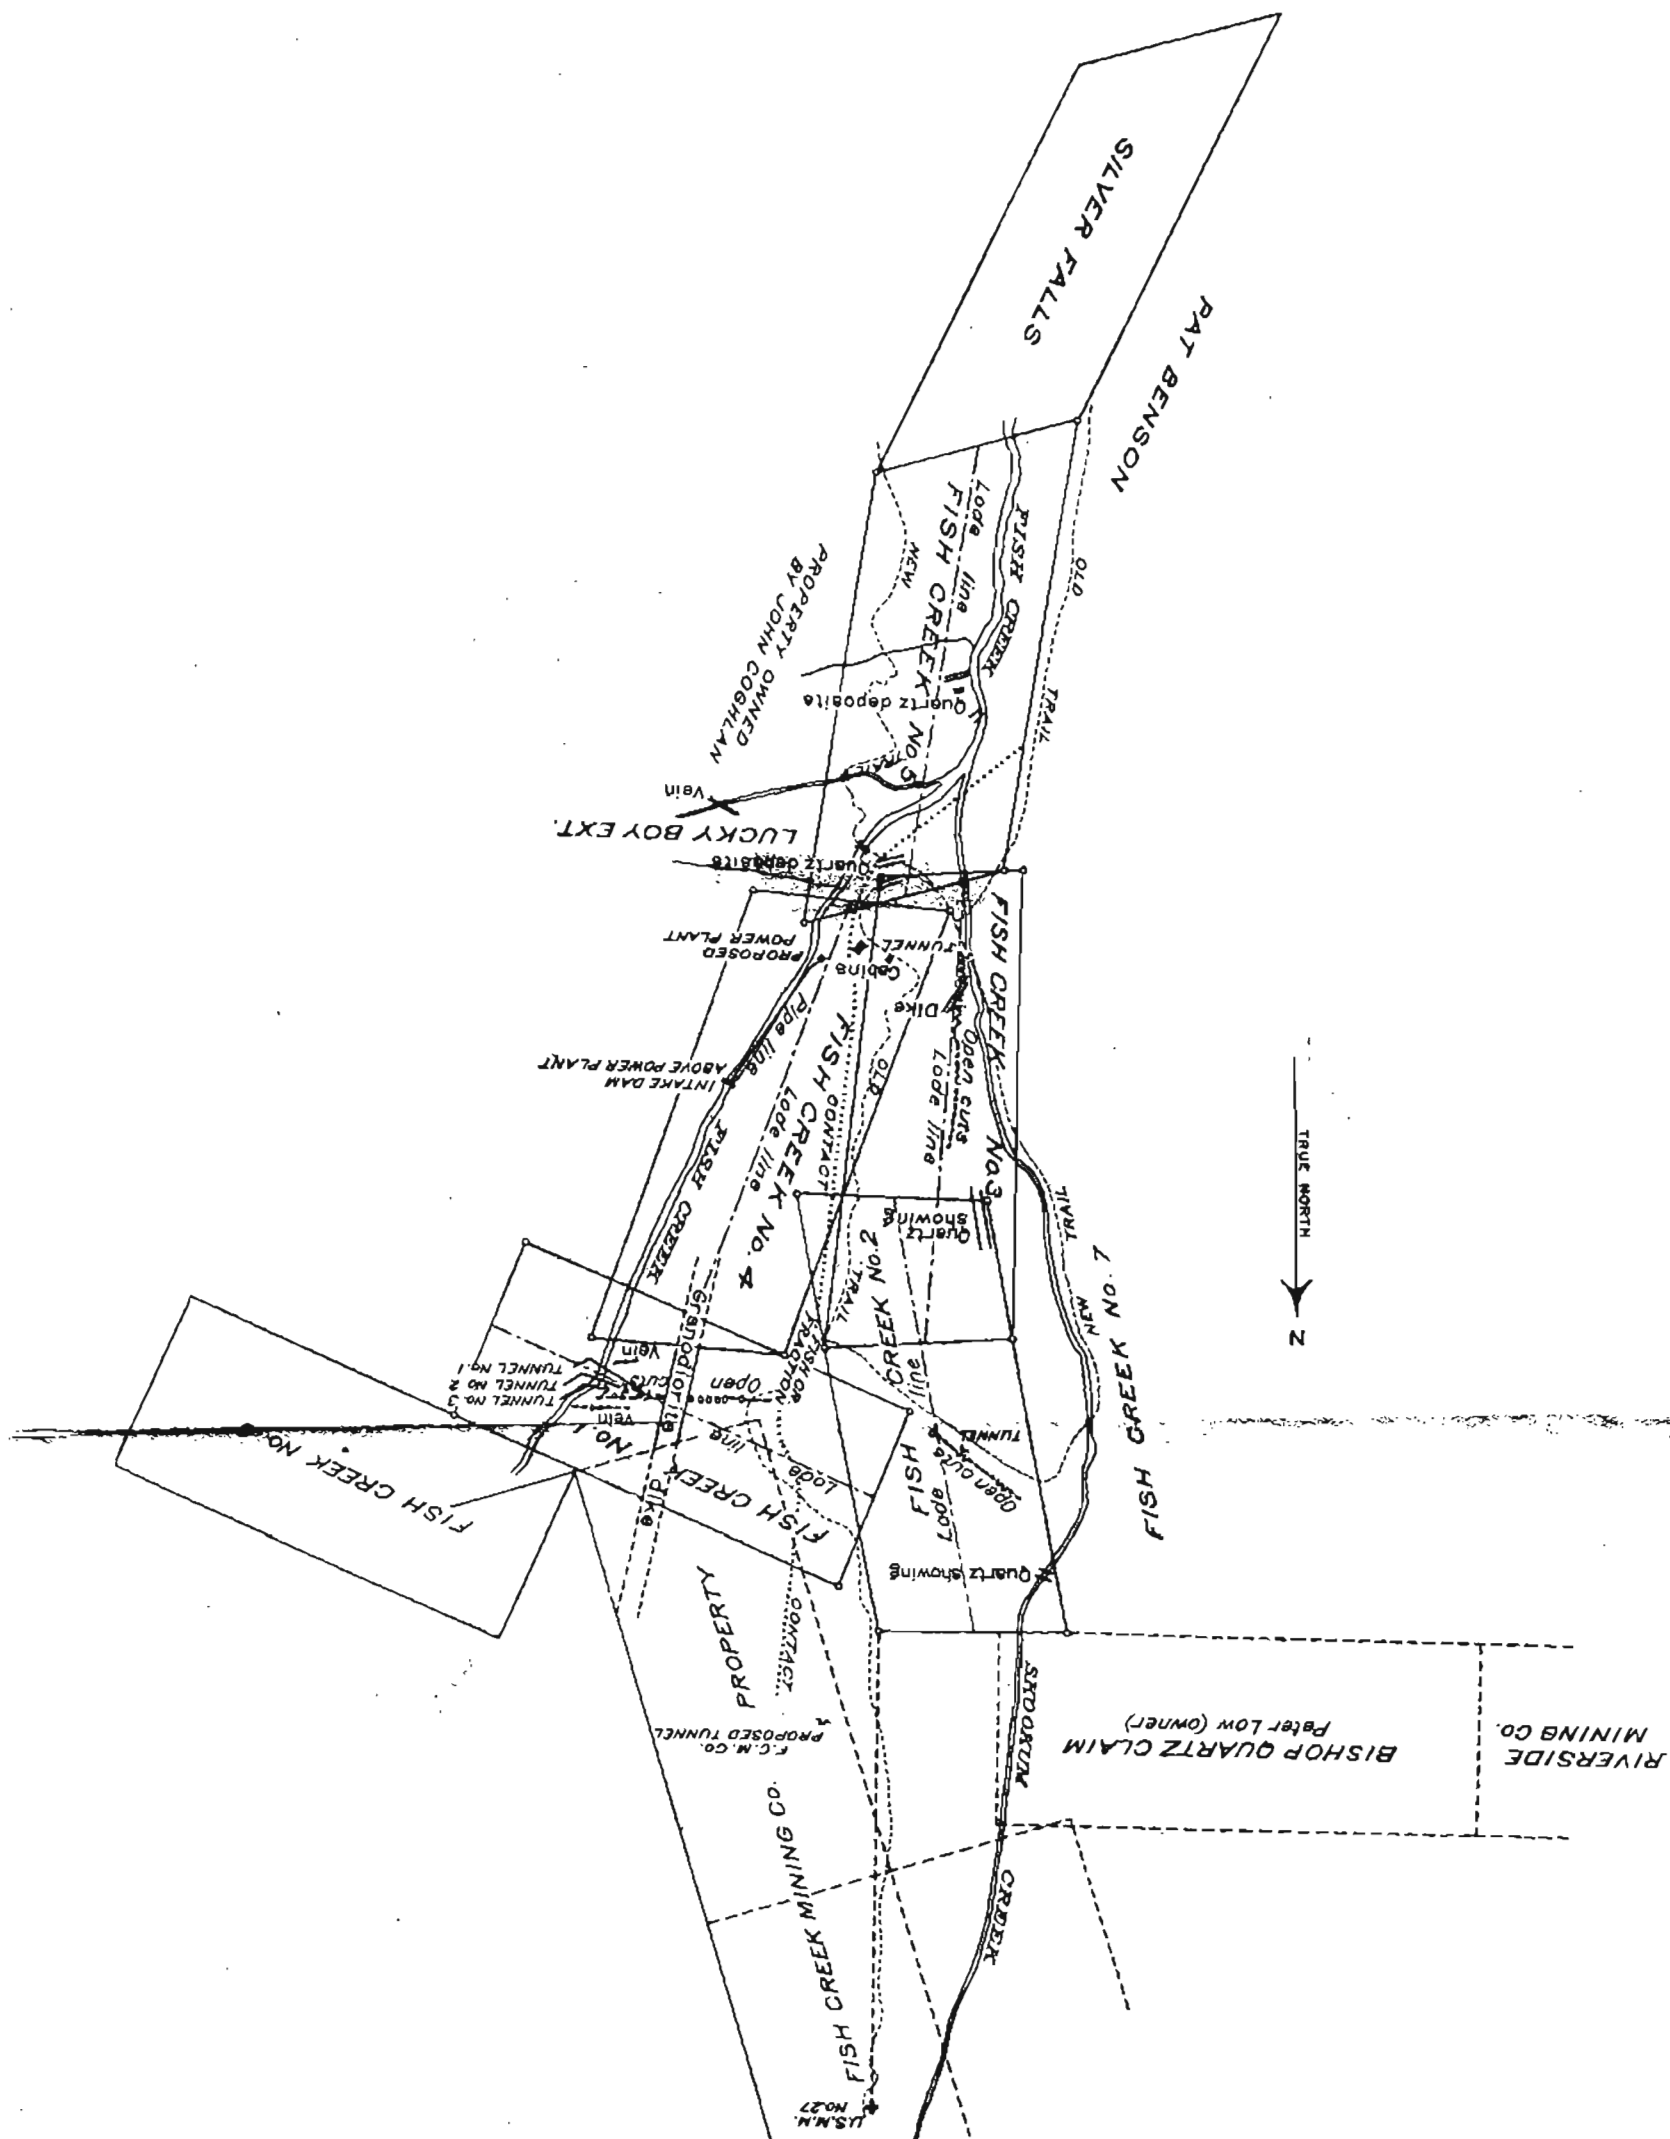 SILVER FALLS
PAT BENSON
FISH CREEK
Lode line
FISH CREEK No. 5
NEW
TRAIL
OLD
TRAIL
PROPERTY OWNED
BY JOHN COGHLAN
Quartz deposits
Vein
LUCKY BOY EXT.
Quartz deposits
PROPOSED
POWER PLANT
Cabins
TUNNEL
Dike
Open cuts
Lode line
FISH CREEK No. 3
Pipe line
INTAKE DAM
ABOVE POWER PLANT
FISH CREEK
Lode line
FISH CREEK NO. 4
CONTACT
OLD
TRAIL
Quartz
showing
TRAIL
NEW
FISH CREEK NO. 7
TRUE NORTH
N
FISH CR
FRACTION
FISH CREEK No. 2
Lode line
Granodiorite dike
Vein
Open cuts
TUNNEL No. 1
TUNNEL NO 2
TUNNEL No. 3
Vein
FISH CREEK No. 1
Lode line
FISH CREEK NO.
TUNNEL
Open cuts
Quartz showing
CONTACT
F.C.M. CO.
PROPOSED TUNNEL
FISH CREEK MINING CO. PROPERTY
SKOOKUM CREEK
BISHOP QUARTZ CLAIM
Peter Low (owner)
RIVERSIDE
MINING CO.
U.S.M.M.
No. 27